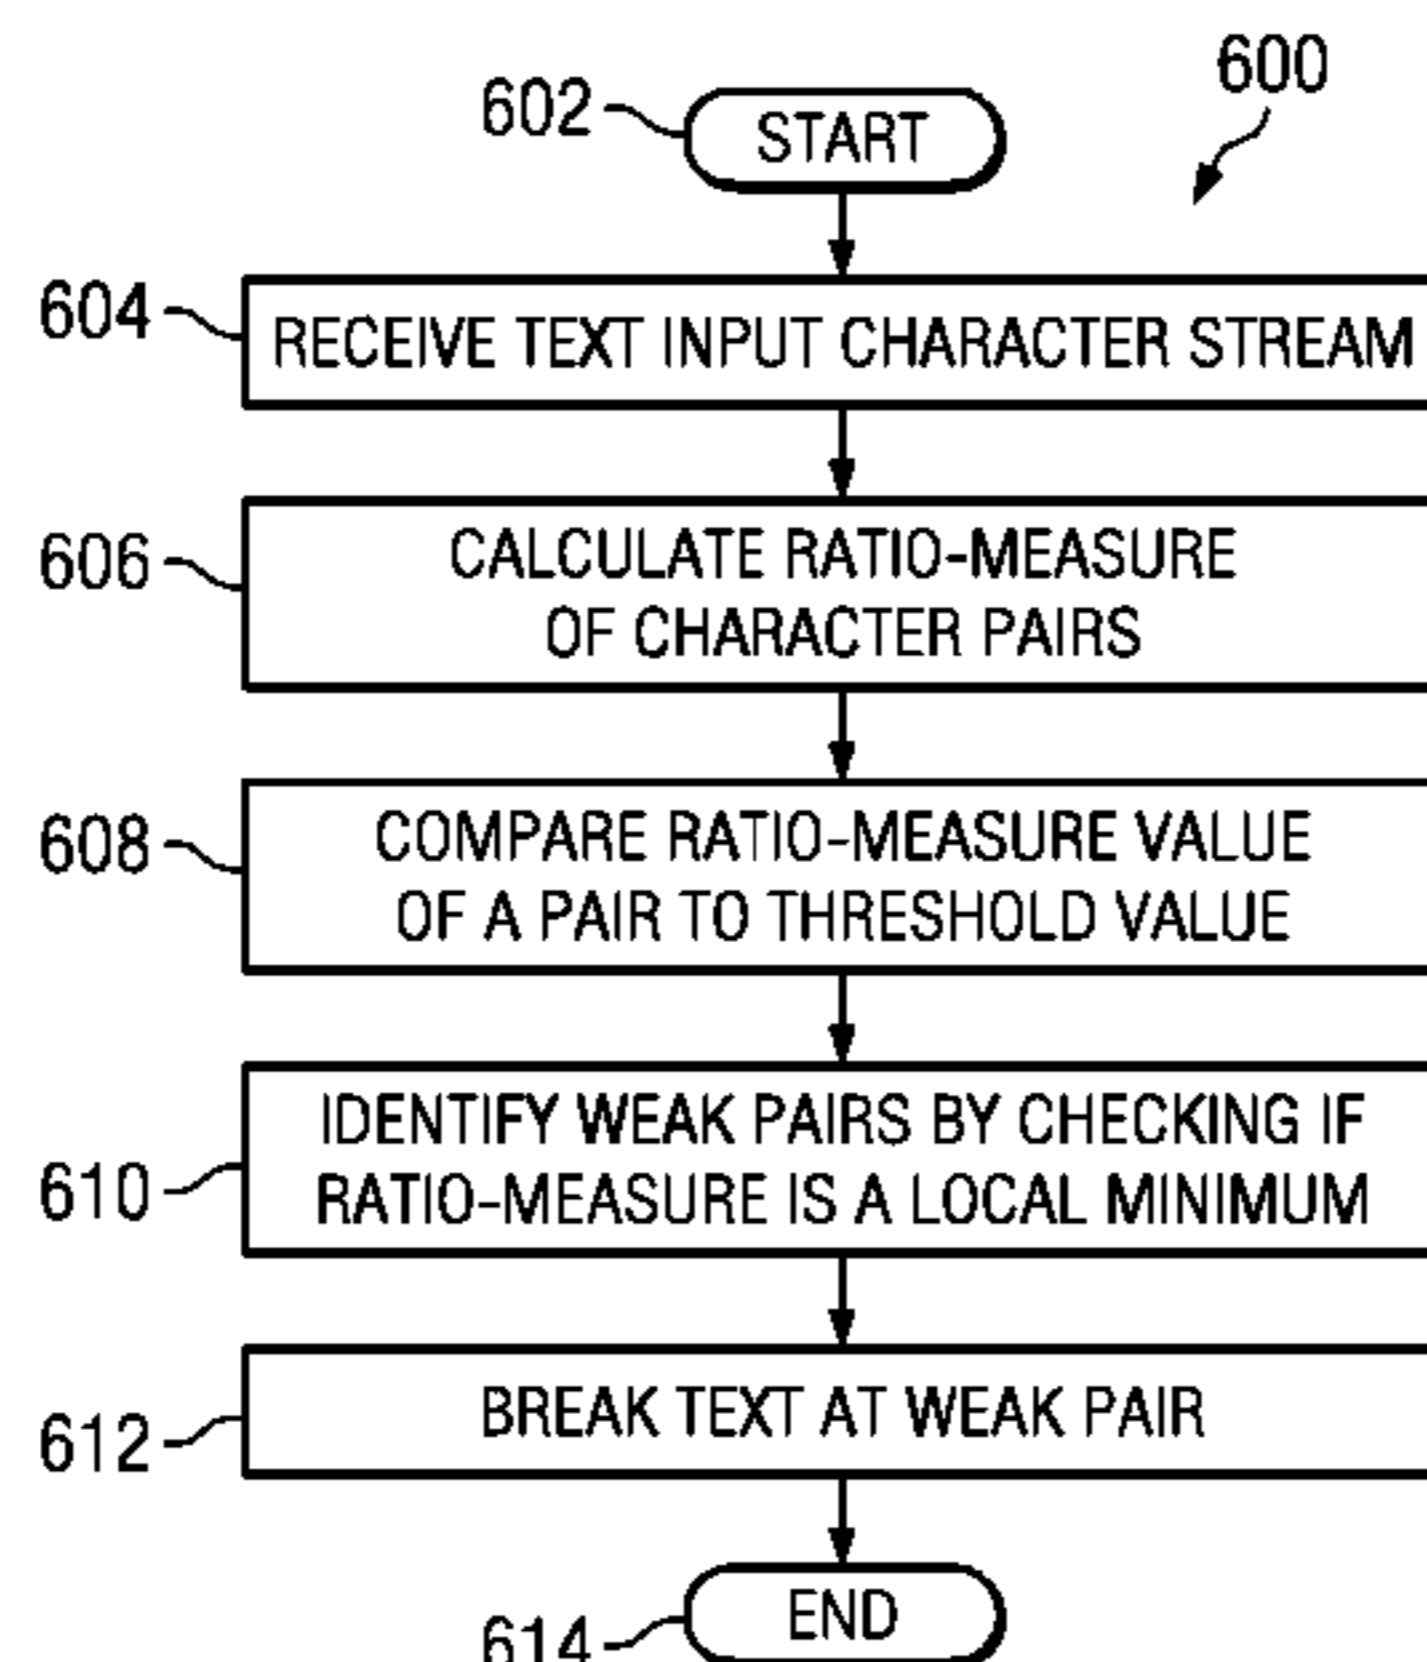 600
602
START
604
RECEIVE TEXT INPUT CHARACTER STREAM
606
CALCULATE RATIO-MEASURE
OF CHARACTER PAIRS
608
COMPARE RATIO-MEASURE VALUE
OF A PAIR TO THRESHOLD VALUE
610
IDENTIFY WEAK PAIRS BY CHECKING IF
RATIO-MEASURE IS A LOCAL MINIMUM
612
BREAK TEXT AT WEAK PAIR
614
END